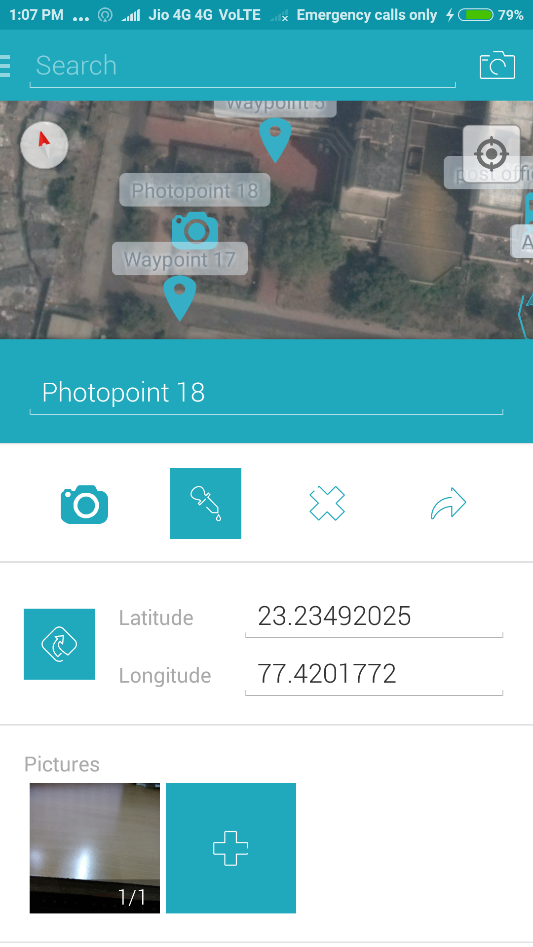 1:07 PM ... Jio 4G 4G VoLTE Emergency calls only 79%
Search
Waypoint 5
Photopoint 18
post offi
Waypoint 17
A
Photopoint 18
Latitude 23.23492025
Longitude 77.4201772
Pictures
1/1